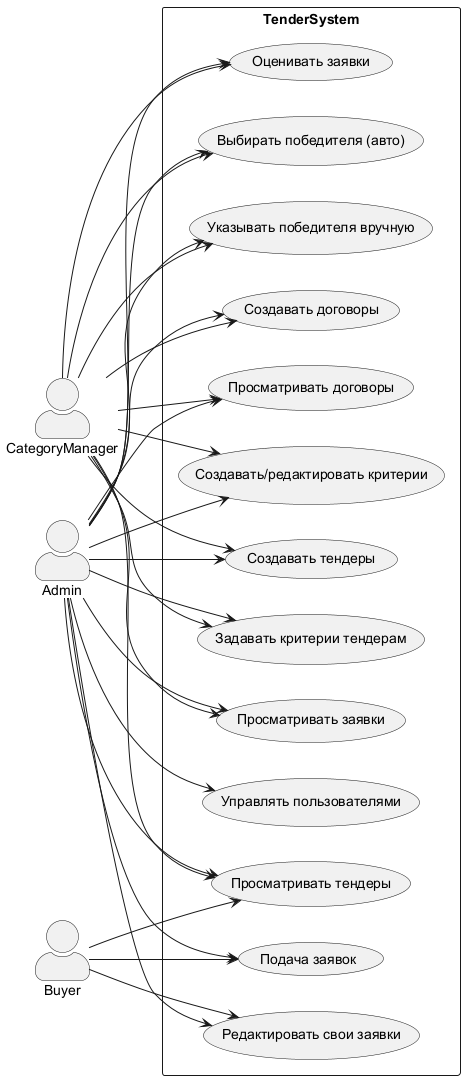 TenderSystem
Оценивать заявки
Выбирать победителя (авто)
Указывать победителя вручную
Создавать договоры
Просматривать договоры
CategoryManager
Создавать/редактировать критерии
Создавать тендеры
Admin
Задавать критерии тендерам
Просматривать заявки
Управлять пользователями
Просматривать тендеры
Подача заявок
Buyer
Редактировать свои заявки